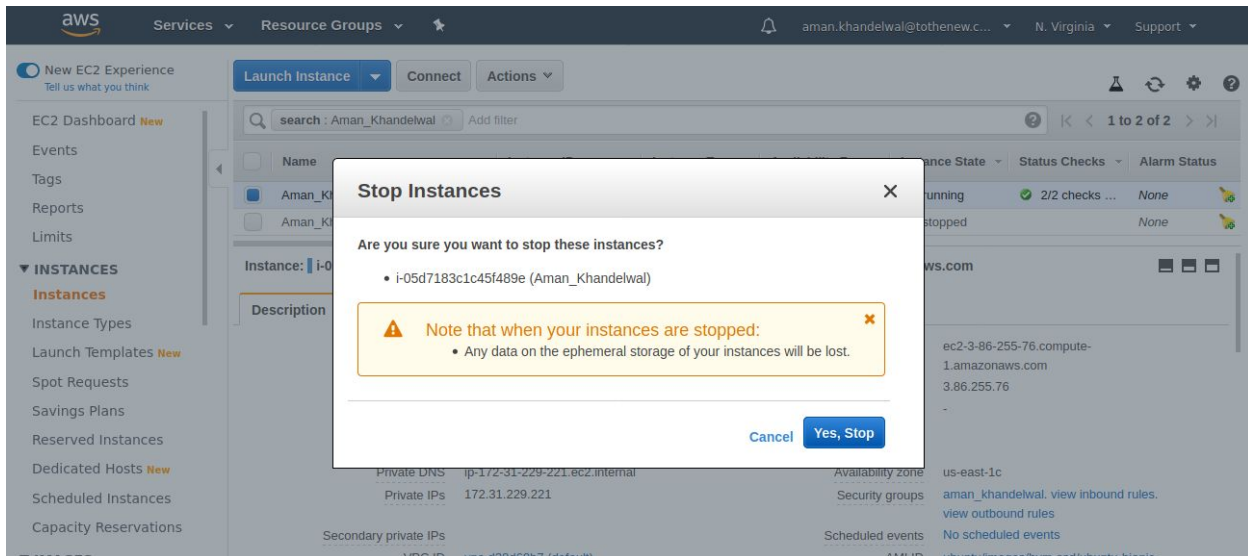 aws
Services
Resource Groups
aman.khandelwal@tothenew.c...
N. Virginia
Support
New EC2 Experience
Tell us what you think
Launch Instance
Connect
Actions
EC2 Dashboard New
Events
Tags
Reports
Limits
INSTANCES
Instances
Instance Types
Launch Templates New
Spot Requests
Savings Plans
Reserved Instances
Dedicated Hosts New
Scheduled Instances
Capacity Reservations
search : Aman_Khandelwal Add filter
1 to 2 of 2
Name
Instance State
Status Checks
Alarm Status
running
2/2 checks ...
None
stopped
None
Instance:
Description
Stop Instances
Are you sure you want to stop these instances?
• i-05d7183c1c45f489e (Aman_Khandelwal)
Note that when your instances are stopped:
• Any data on the ephemeral storage of your instances will be lost.
Cancel
Yes, Stop
ec2-3-86-255-76.compute-
1.amazonaws.com
3.86.255.76
-
Private DNS ip-172-31-229-221.ec2.internal
Availability zone us-east-1c
Private IPs 172.31.229.221
Security groups aman_khandelwal. view inbound rules.
view outbound rules
Secondary private IPs
Scheduled events No scheduled events